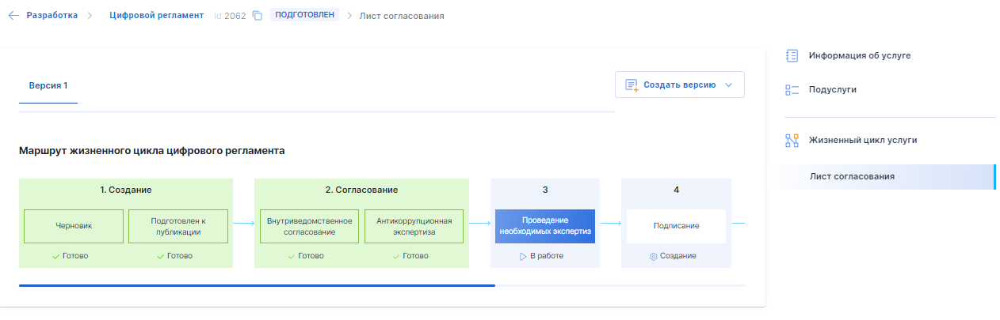 Разработка Цифровой регламент id 2062 ПОДГОТОВЛЕН Лист согласования
Информация об услуге
Версия 1
Создать версию
Подуслуги
Жизненный цикл услуги
Маршрут жизненного цикла цифрового регламента
Лист согласования
1. Создание
2. Согласование
3
4
Черновик
Подготовлен к
публикации
Внутриведомственное
согласование
Антикоррупционная
экспертиза
Проведение
необходимых экспертиз
Подписание
Готово
Готово
Готово
Готово
В работе
Создание